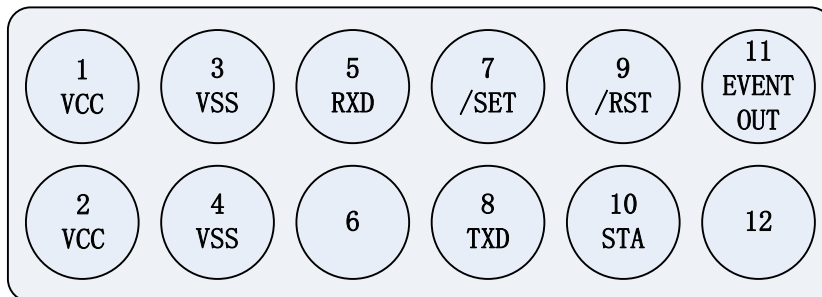 1
VCC
3
VSS
5
RXD
7
/SET
9
/RST
11
EVENT
OUT
2
VCC
4
VSS
6
8
TXD
10
STA
12